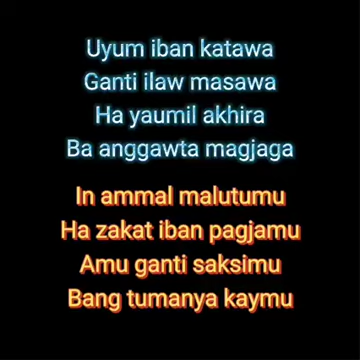 Uyum iban katawa
Ganti ilaw masawa
Ha yaumil akhira
Ba anggawta magjaga
In ammal malutumu
Ha zakat iban pagjamu
Amu ganti saksimu
Bang tumanya kaymu